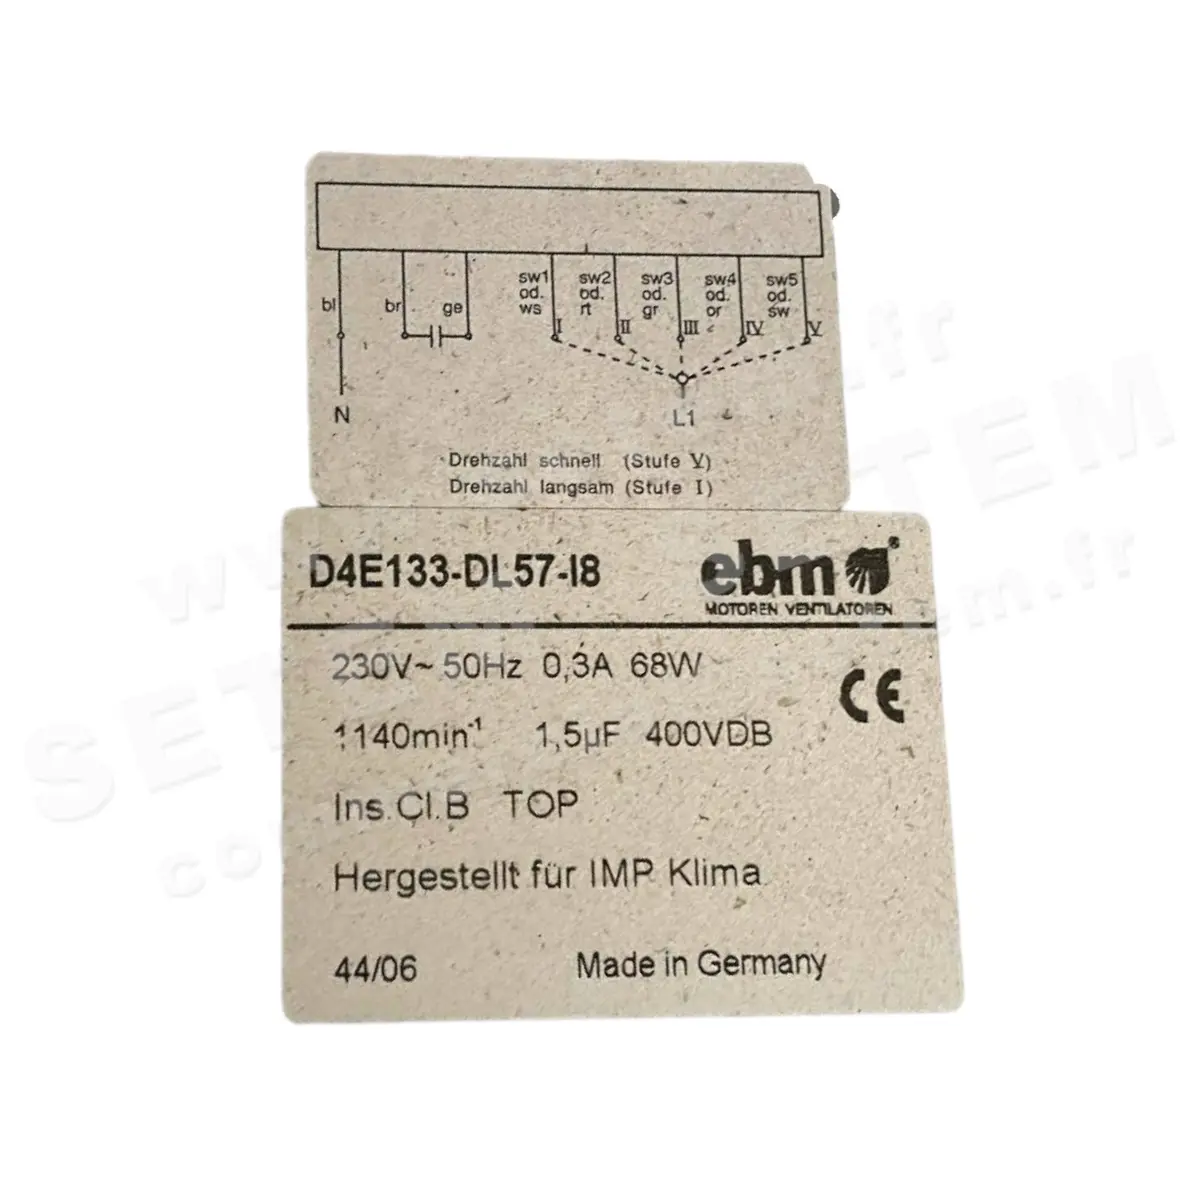 sw1 sw2 sw3 sw4 sw5
od. od. od. od. od.
bl br ge ws rt gr or sw
I II III IV V
N L1
Drehzahl schnell (Stufe V)
Drehzahl langsam (Stufe I)
D4E133-DL57-I8 ebm®
MOTOREN VENTILATOREN
230V~ 50Hz 0,3A 68W
CE
1140min⁻¹ 1,5µF 400VDB
Ins.Cl.B TOP
Hergestellt für IMP Klima
44/06 Made in Germany